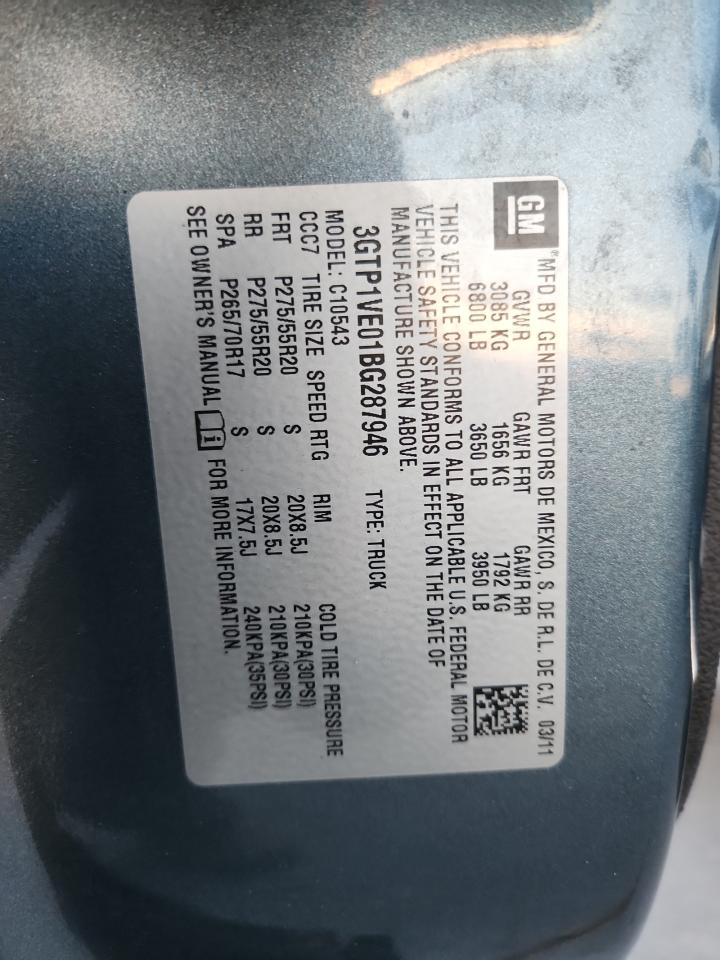 GM
®MFD BY GENERAL MOTORS DE MEXICO, S. DE R.L. DE C.V. 03/11
GVWR GAWR FRT GAWR RR
3085 KG 1656 KG 1792 KG
6800 LB 3650 LB 3950 LB
THIS VEHICLE CONFORMS TO ALL APPLICABLE U.S. FEDERAL MOTOR
VEHICLE SAFETY STANDARDS IN EFFECT ON THE DATE OF
MANUFACTURE SHOWN ABOVE.
3GTP1VE01BG287946 TYPE: TRUCK
MODEL: C10543
CCC7 TIRE SIZE SPEED RTG RIM COLD TIRE PRESSURE
FRT P275/55R20 S 20X8.5J 210KPA(30PSI)
RR P275/55R20 S 20X8.5J 210KPA(30PSI)
SPA P265/70R17 S 17X7.5J 240KPA(35PSI)
SEE OWNER'S MANUAL i FOR MORE INFORMATION.